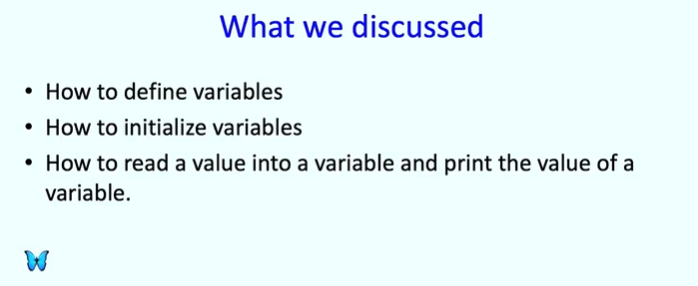 What we discussed
• How to define variables
• How to initialize variables
• How to read a value into a variable and print the value of a
variable.